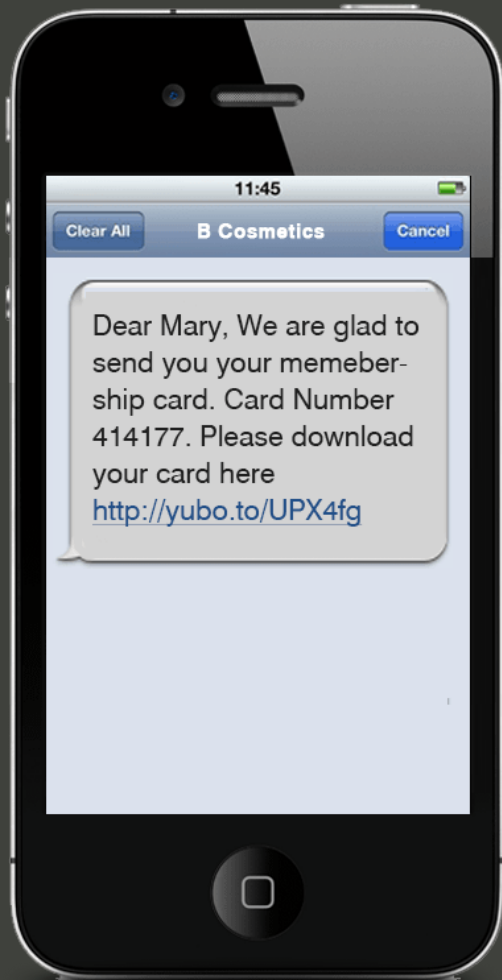 11:45
Clear All B Cosmetics Cancel
Dear Mary, We are glad to
send you your memeber-
ship card. Card Number
414177. Please download
your card here
http://yubo.to/UPX4fg